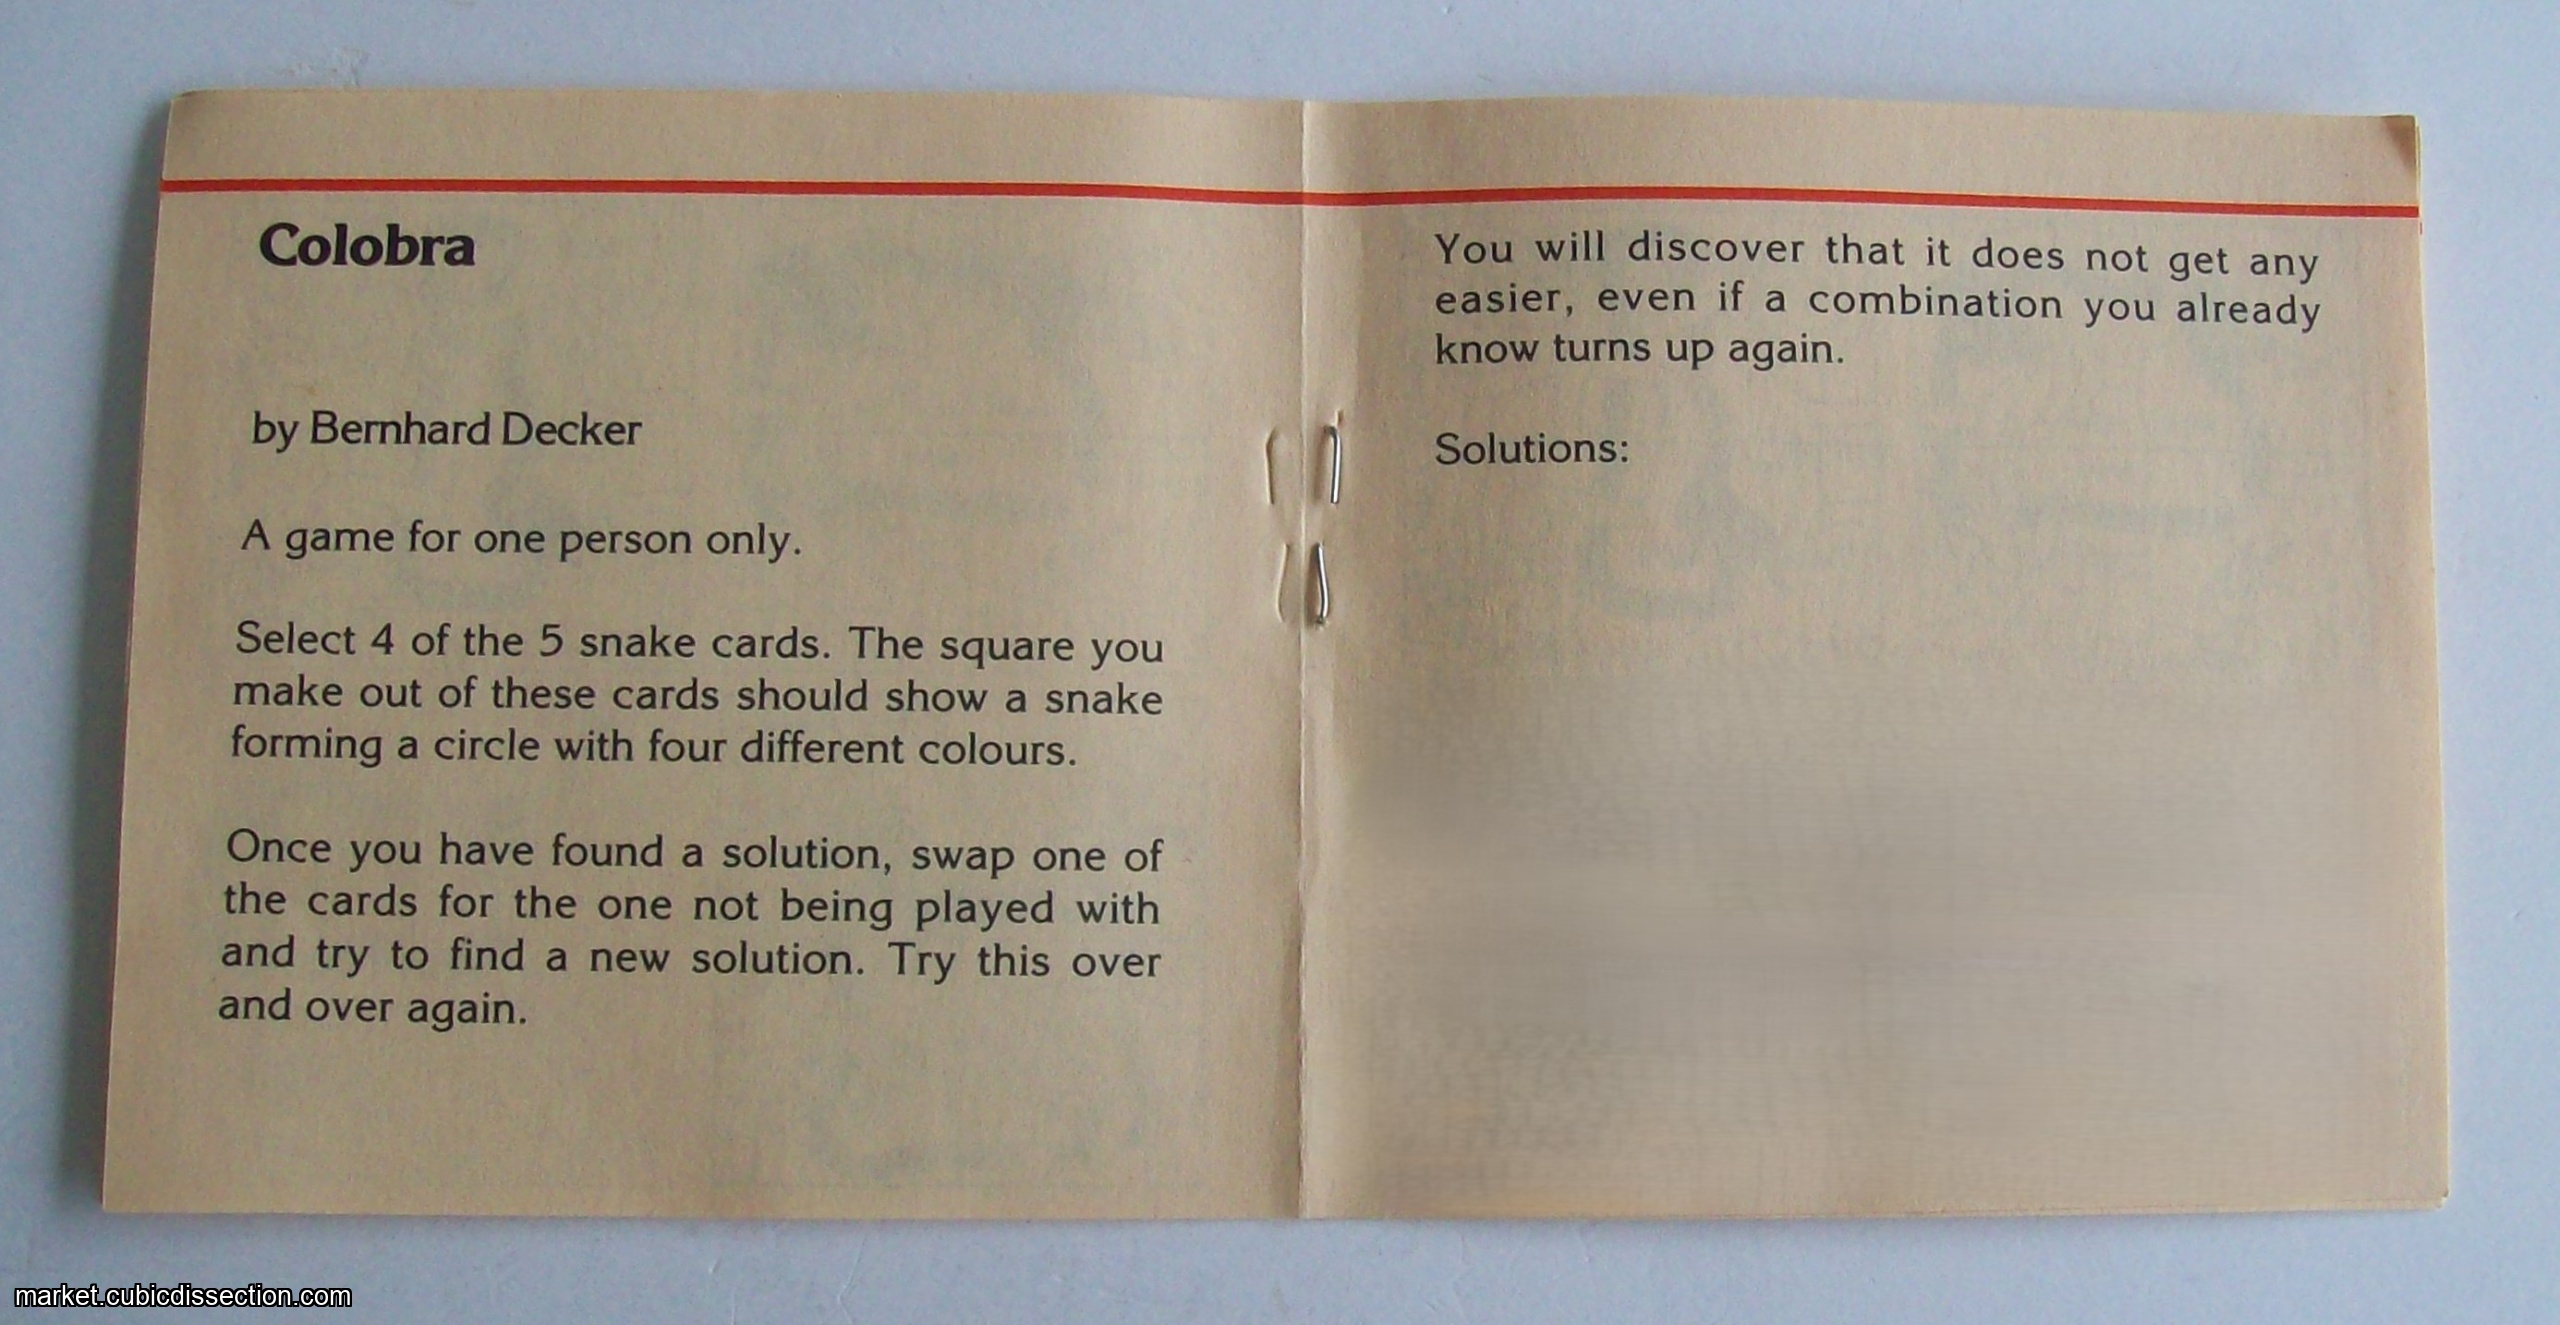 Colobra
by Bernhard Decker
A game for one person only.
Select 4 of the 5 snake cards. The square you
make out of these cards should show a snake
forming a circle with four different colours.
Once you have found a solution, swap one of
the cards for the one not being played with
and try to find a new solution. Try this over
and over again.
You will discover that it does not get any
easier, even if a combination you already
know turns up again.
Solutions:
market.cubicdissection.com